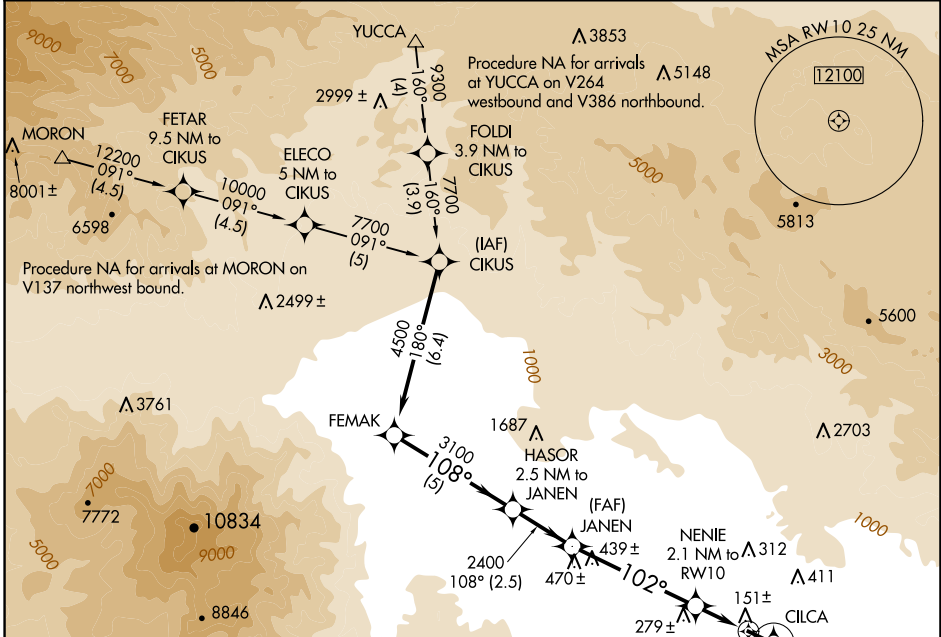 9000
7000
5000
YUCCA
3853
MSA RW10 25 NM
12100
Procedure NA for arrivals
at YUCCA on V264
westbound and V386 northbound.
5148
9300
160°
(4)
2999 ±
MORON
8001±
FETAR
9.5 NM to
CIKUS
12200
091°
(4.5)
ELECO
5 NM to
CIKUS
FOLDI
3.9 NM to
CIKUS
5000
5813
10000
091°
(4.5)
7700
160°
(3.9)
6598
7700
091°
(5)
(IAF)
CIKUS
Procedure NA for arrivals at MORON on
V137 northwest bound.
2499 ±
5600
4500
180°
(6.4)
1000
3000
3761
FEMAK
1687
2703
3100
108°
(5)
HASOR
2.5 NM to
JANEN
7000
7772
10834
9000
5000
(FAF)
JANEN
1000
2400
108° (2.5)
439 ±
470 ±
102°
NENIE
2.1 NM to
RW10
312
411
151±
8846
279 ±
CILCA